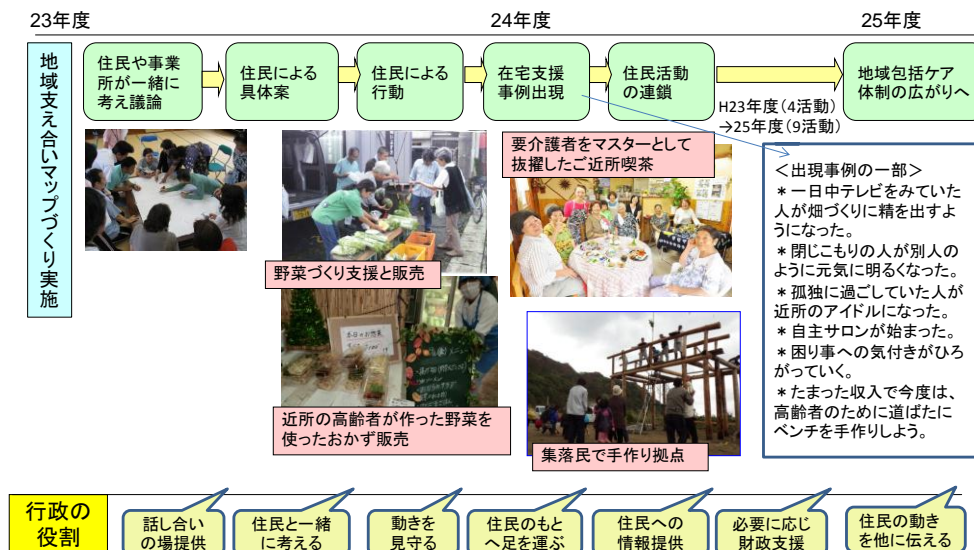 23年度
24年度
25年度
地域支え合いマップづくり実施
住民や事業
所が一緒に
考え議論
住民による
具体案
住民による
行動
在宅支援
事例出現
住民活動
の連鎖
地域包括ケア
体制の広がりへ
H23年度(4活動)
→25年度(9活動)
要介護者をマスターとして
抜擢したご近所喫茶
野菜づくり支援と販売
近所の高齢者が作った野菜を
使ったおかず販売
集落民で手作り拠点
本日のお惣菜
<出現事例の一部>
*一日中テレビをみていた
人が畑づくりに精を出すよ
うになった。
*閉じこもりの人が別人の
ように元気に明るくなった。
*孤独に過ごしていた人が
近所のアイドルになった。
*自主サロンが始まった。
*困り事への気付きがひろ
がっていく。
*たまった収入で今度は、
高齢者のために道ばたに
ベンチを手作りしよう。
行政の
役割
話し合い
の場提供
住民と一緒
に考える
動きを
見守る
住民のもと
へ足を運ぶ
住民への
情報提供
必要に応じ
財政支援
住民の動き
を他に伝える